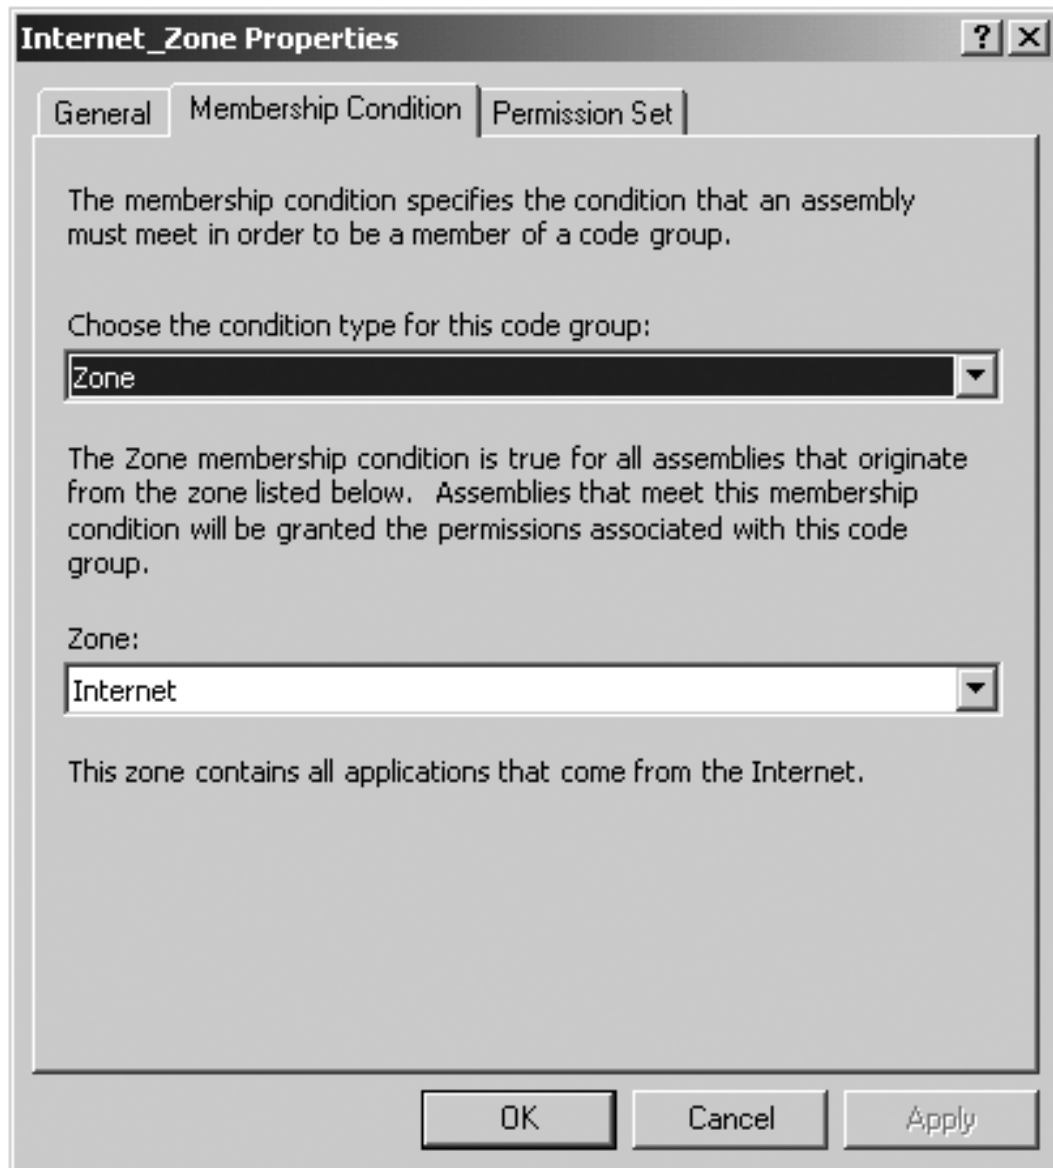 Internet_Zone Properties
General Membership Condition Permission Set
The membership condition specifies the condition that an assembly
must meet in order to be a member of a code group.
Choose the condition type for this code group:
Zone
The Zone membership condition is true for all assemblies that originate
from the zone listed below.  Assemblies that meet this membership
condition will be granted the permissions associated with this code
group.
Zone:
Internet
This zone contains all applications that come from the Internet.
OK Cancel Apply